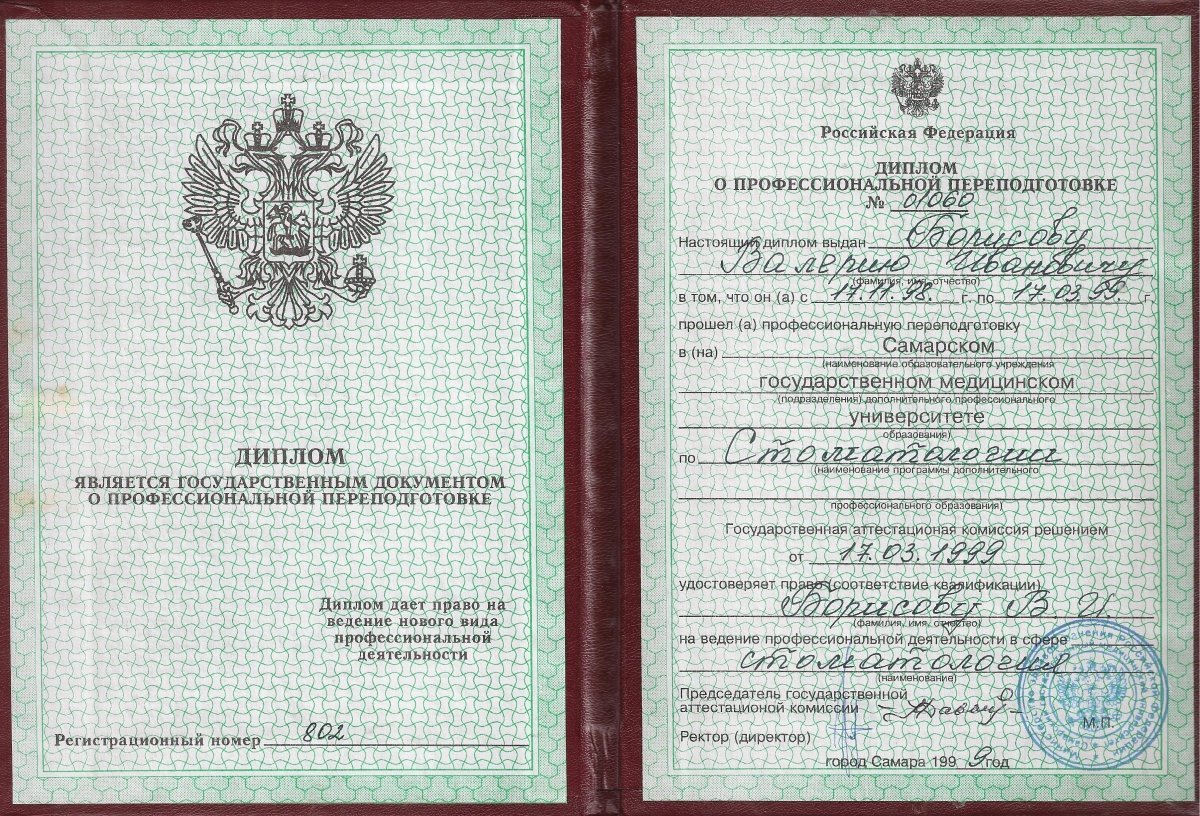 ДИПЛОМ
ЯВЛЯЕТСЯ ГОСУДАРСТВЕННЫМ ДОКУМЕНТОМ
О ПРОФЕССИОНАЛЬНОЙ ПЕРЕПОДГОТОВКЕ
Диплом дает право на
ведение нового вида
профессиональной
деятельности
Регистрационный номер 802
Российская Федерация
ДИПЛОМ
О ПРОФЕССИОНАЛЬНОЙ ПЕРЕПОДГОТОВКЕ
№ 01060
Настоящий диплом выдан Борисову
Валерию Ивановичу
(фамилия, имя, отчество)
в том, что он (а) с 17.11.98. г. по 17.03.99. г.
прошел (а) профессиональную переподготовку
в (на) Самарском
(наименование образовательного учреждения
государственном медицинском
(подразделения) дополнительного профессионального
университете
образования)
по Стоматологии
(наименование программы дополнительного
профессионального образования)
Государственная аттестационая комиссия решением
от 17.03.1999
удостоверяет право (соответствие квалификации)
Борисову В. И.
(фамилия, имя, отчество)
на ведение профессиональной деятельности в сфере
стоматология
(наименование)
Председатель государственной
аттестационой комиссии
Ректор (директор)
М.П.
город Самара 1999 год